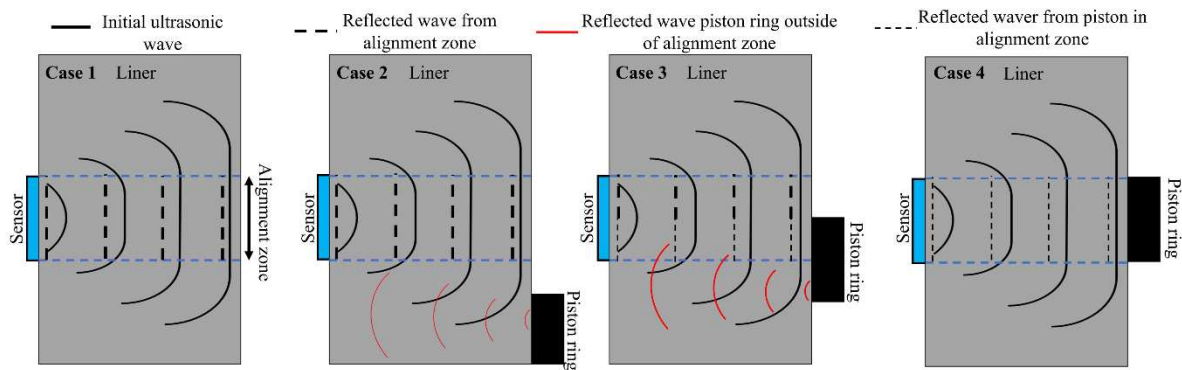 Initial ultrasonic
wave
Reflected wave from
alignment zone
Reflected wave piston ring outside
of alignment zone
Reflected waver from piston in
alignment zone
Case 1 Liner
Sensor
Alignment zone
Case 2 Liner
Sensor
Piston ring
Case 3 Liner
Sensor
Piston ring
Case 4 Liner
Sensor
Piston ring